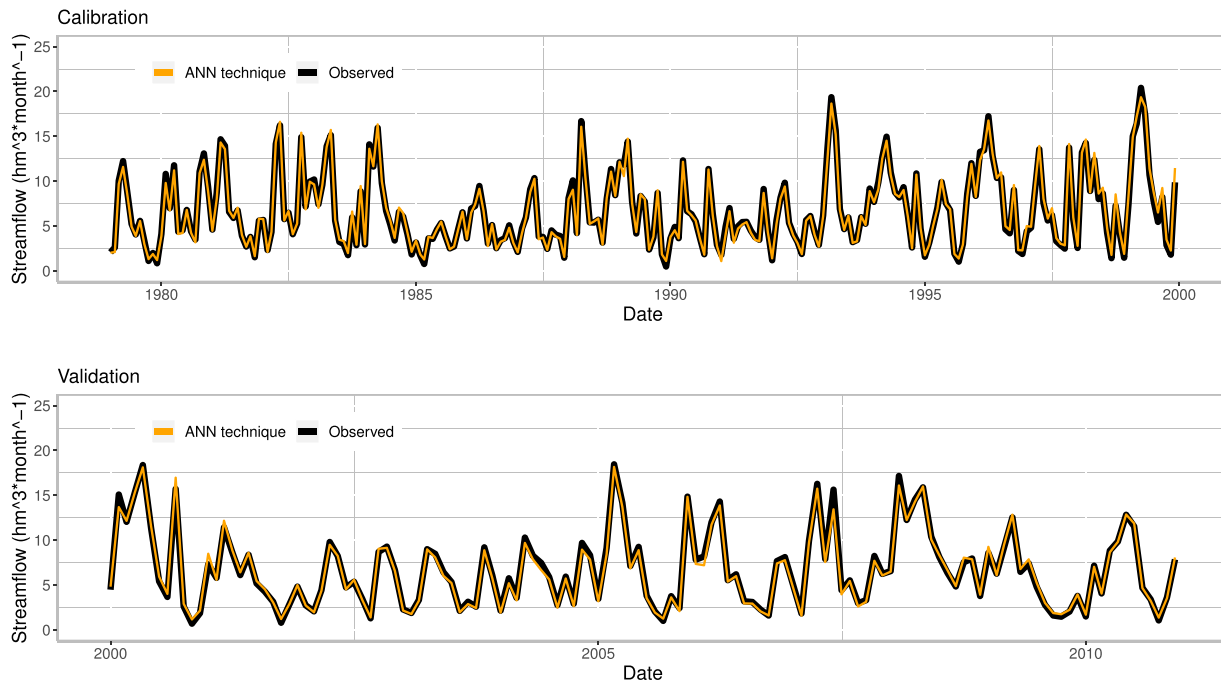 Calibration
Streamflow (hm^3*month^−1)
25
20
15
10
5
0
ANN technique Observed
1980 1985 1990 1995 2000
Date
Validation
Streamflow (hm^3*month^−1)
25
20
15
10
5
0
ANN technique Observed
2000 2005 2010
Date